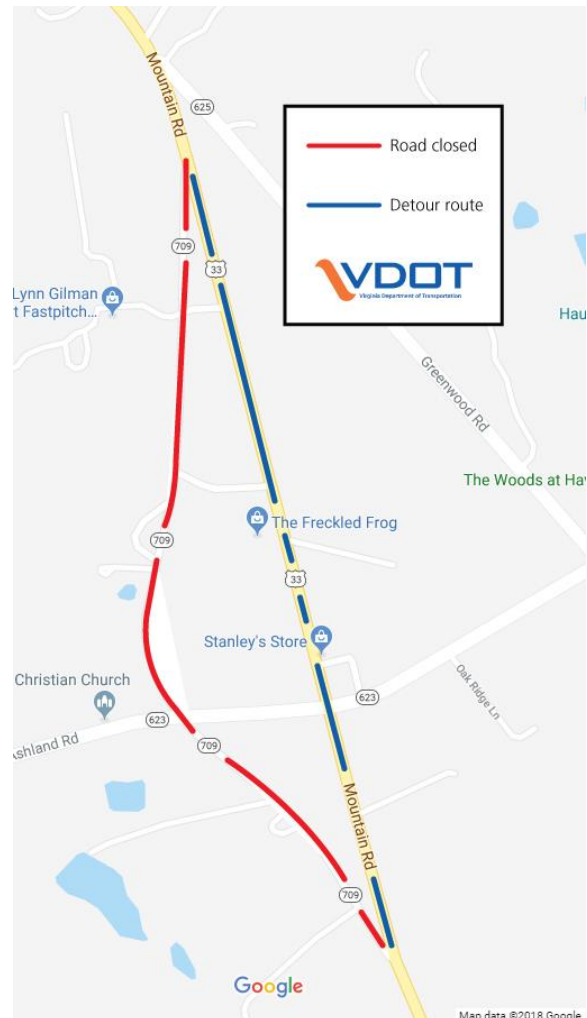 Mountain Rd
625
Road closed
Detour route
VDOT
Virginia Department of Transportation
709
33
Lynn Gilman
t Fastpitch...
Hau
Greenwood Rd
The Woods at Hav
The Freckled Frog
709
33
Stanley's Store
Christian Church
623
623
Oak Ridge Ln
Ashland Rd
709
Mountain Rd
709
Google
Map data ©2018 Google